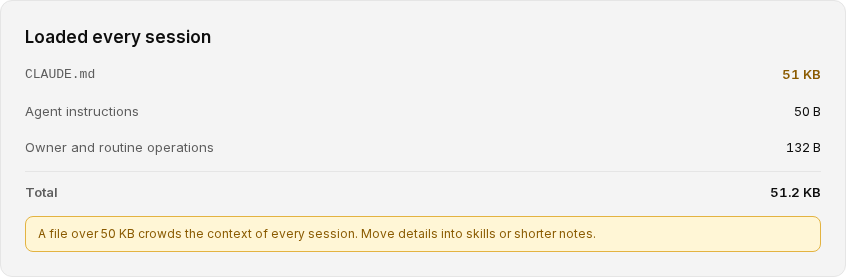 Loaded every session
CLAUDE.md 51 KB
Agent instructions 50 B
Owner and routine operations 132 B
Total 51.2 KB
A file over 50 KB crowds the context of every session. Move details into skills or shorter notes.